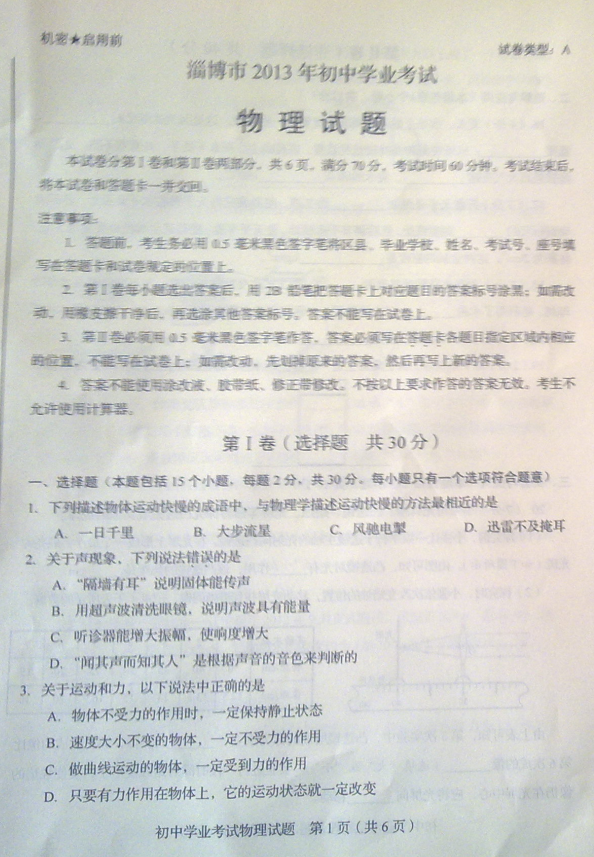 机密★启用前
试卷类型：A
淄博市 2013 年初中学业考试
物 理 试 题
本试卷分第Ⅰ卷和第Ⅱ卷两部分，共 6 页，满分 70 分，考试时间 60 分钟。考试结束后，
将本试卷和答题卡一并交回。
注意事项：
1. 答题前，考生务必用 0.5 毫米黑色签字笔将区县、毕业学校、姓名、考试号、座号填
写在答题卡和试卷规定的位置上。
2. 第Ⅰ卷每小题选出答案后，用 2B 铅笔把答题卡上对应题目的答案标号涂黑；如需改
动，用橡皮擦干净后，再选涂其他答案标号。答案不能写在试卷上。
3. 第Ⅱ卷必须用 0.5 毫米黑色签字笔作答，答案必须写在答题卡各题目指定区域内相应
的位置，不能写在试卷上；如需改动，先划掉原来的答案，然后再写上新的答案。
4. 答案不能使用涂改液、胶带纸、修正带修改。不按以上要求作答的答案无效。考生不
允许使用计算器。
第Ⅰ卷（选择题 共 30 分）
一、选择题（本题包括 15 个小题，每题 2 分，共 30 分。每小题只有一个选项符合题意）
1. 下列描述物体运动快慢的成语中，与物理学描述运动快慢的方法最相近的是
A. 一日千里 B. 大步流星 C. 风驰电掣 D. 迅雷不及掩耳
2. 关于声现象，下列说法错误的是
A. “隔墙有耳”说明固体能传声
B. 用超声波清洗眼镜，说明声波具有能量
C. 听诊器能增大振幅，使响度增大
D. “闻其声而知其人”是根据声音的音色来判断的
3. 关于运动和力，以下说法中正确的是
A. 物体不受力的作用时，一定保持静止状态
B. 速度大小不变的物体，一定不受力的作用
C. 做曲线运动的物体，一定受到力的作用
D. 只要有力作用在物体上，它的运动状态就一定改变
初中学业考试物理试题 第 1 页（共 6 页）